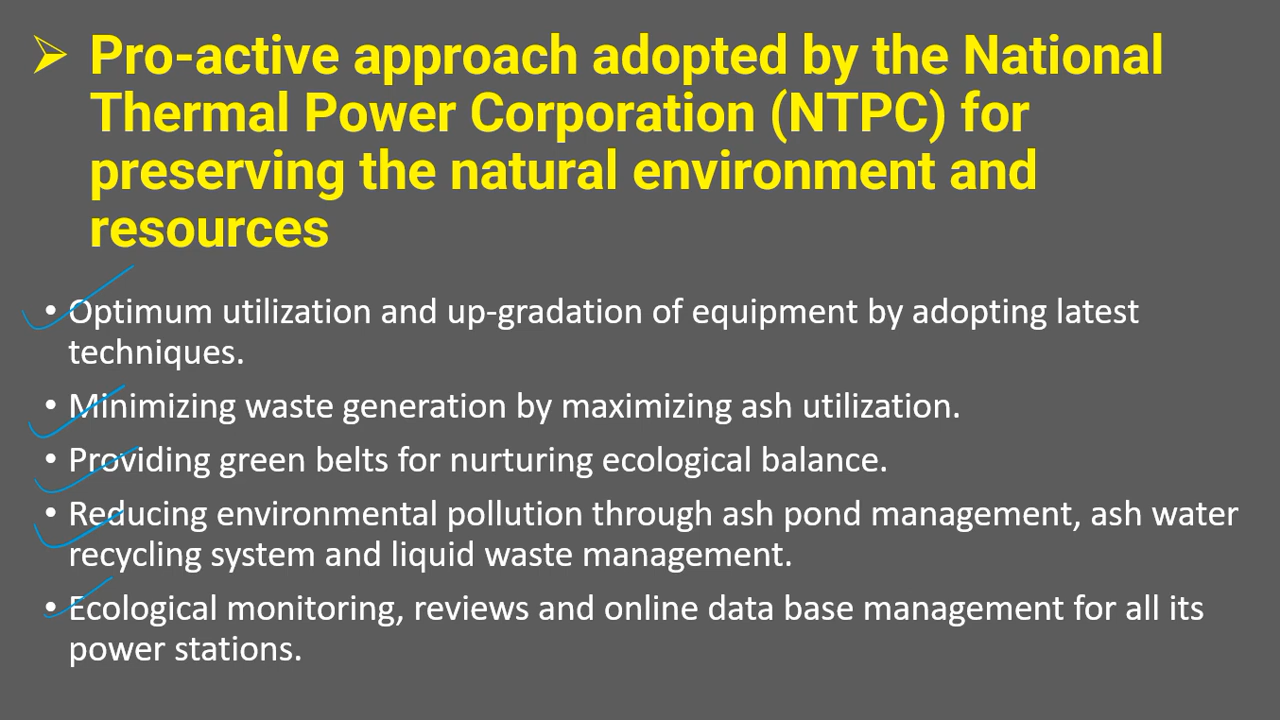 ➢ Pro-active approach adopted by the National
Thermal Power Corporation (NTPC) for
preserving the natural environment and
resources
• Optimum utilization and up-gradation of equipment by adopting latest
techniques.
• Minimizing waste generation by maximizing ash utilization.
• Providing green belts for nurturing ecological balance.
• Reducing environmental pollution through ash pond management, ash water
recycling system and liquid waste management.
• Ecological monitoring, reviews and online data base management for all its
power stations.